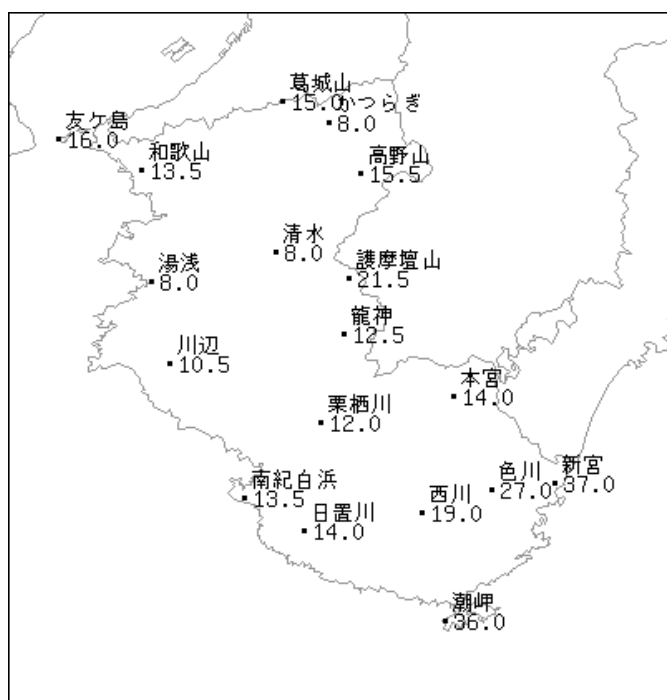 葛城山
15.0
かつらぎ
8.0
友ケ島
16.0
和歌山
13.5
高野山
15.5
清水
8.0
護摩壇山
21.5
湯浅
8.0
龍神
12.5
川辺
10.5
本宮
14.0
栗栖川
12.0
新宮
37.0
色川
27.0
南紀白浜
13.5
西川
19.0
日置川
14.0
潮岬
36.0